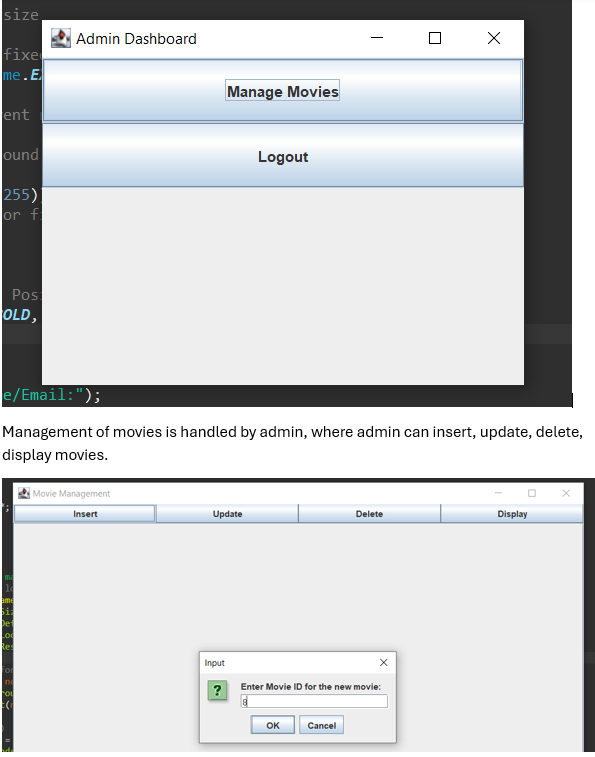 size
Admin Dashboard
fixe
me.E
Manage Movies
ent
ound
Logout
255)
or f
Pos
OLD,
e/Email:");
Management of movies is handled by admin, where admin can insert, update, delete,
display movies.
Movie Management
Insert Update Delete Display
Input
Enter Movie ID for the new movie:
8
OK Cancel